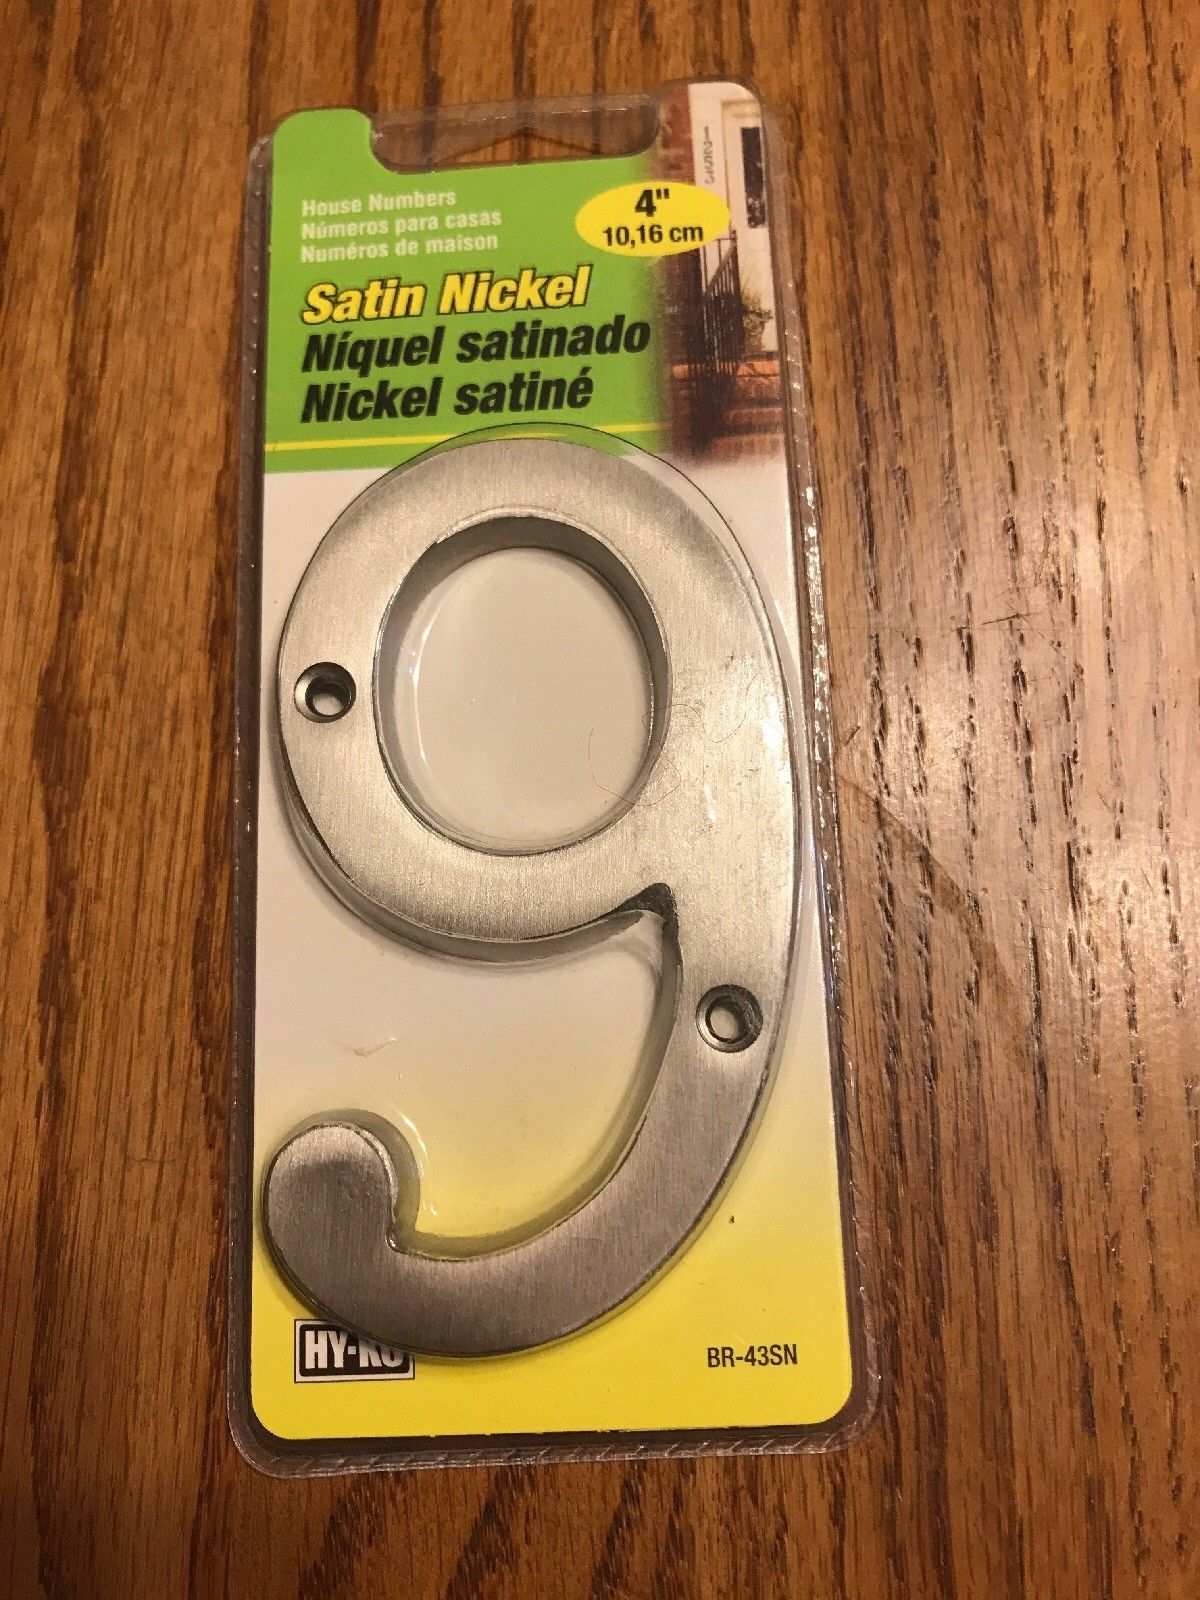 House Numbers
Números para casas
Numéros de maison
4"
10,16 cm
Satin Nickel
Níquel satinado
Nickel satiné
9
HY-KO
BR-43SN